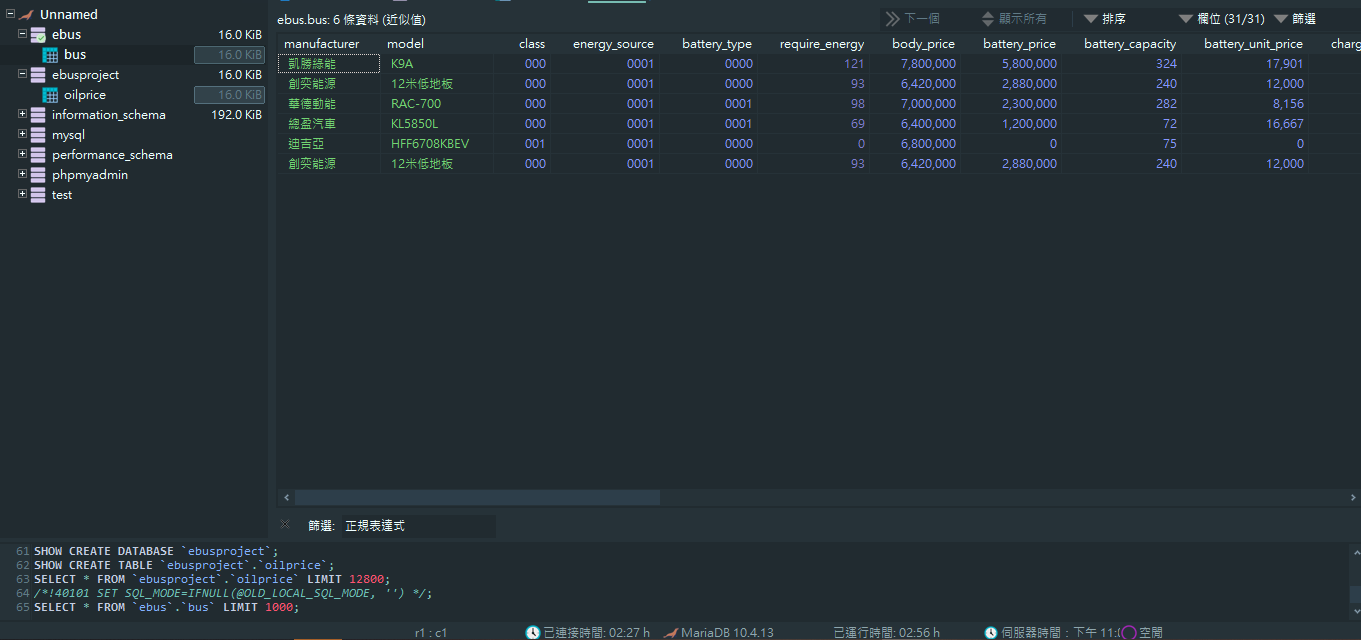 Unnamed
ebus 16.0 KiB
bus 16.0 KiB
ebusproject 16.0 KiB
oilprice 16.0 KiB
information_schema 192.0 KiB
mysql
performance_schema
phpmyadmin
test
ebus.bus: 6 條資料 (近似值) 下一個 顯示所有 排序 欄位 (31/31) 篩選
manufacturer model class energy_source battery_type require_energy body_price battery_price battery_capacity battery_unit_price charg
凱勝綠能 K9A 000 0001 0000 121 7,800,000 5,800,000 324 17,901
創奕能源 12米低地板 000 0001 0000 93 6,420,000 2,880,000 240 12,000
華德動能 RAC-700 000 0001 0001 98 7,000,000 2,300,000 282 8,156
總盈汽車 KL5850L 000 0001 0001 69 6,400,000 1,200,000 72 16,667
迪吉亞 HFF6708KBEV 001 0001 0000 0 6,800,000 0 75 0
創奕能源 12米低地板 000 0001 0000 93 6,420,000 2,880,000 240 12,000
篩選: 正規表達式
61 SHOW CREATE DATABASE `ebusproject`;
62 SHOW CREATE TABLE `ebusproject`.`oilprice`;
63 SELECT * FROM `ebusproject`.`oilprice` LIMIT 12800;
64 /*!40101 SET SQL_MODE=IFNULL(@OLD_LOCAL_SQL_MODE, '') */;
65 SELECT * FROM `ebus`.`bus` LIMIT 1000;
r1 : c1 已連接時間: 02:27 h MariaDB 10.4.13 已運行時間: 02:56 h 伺服器時間：下午 11:0 空閒